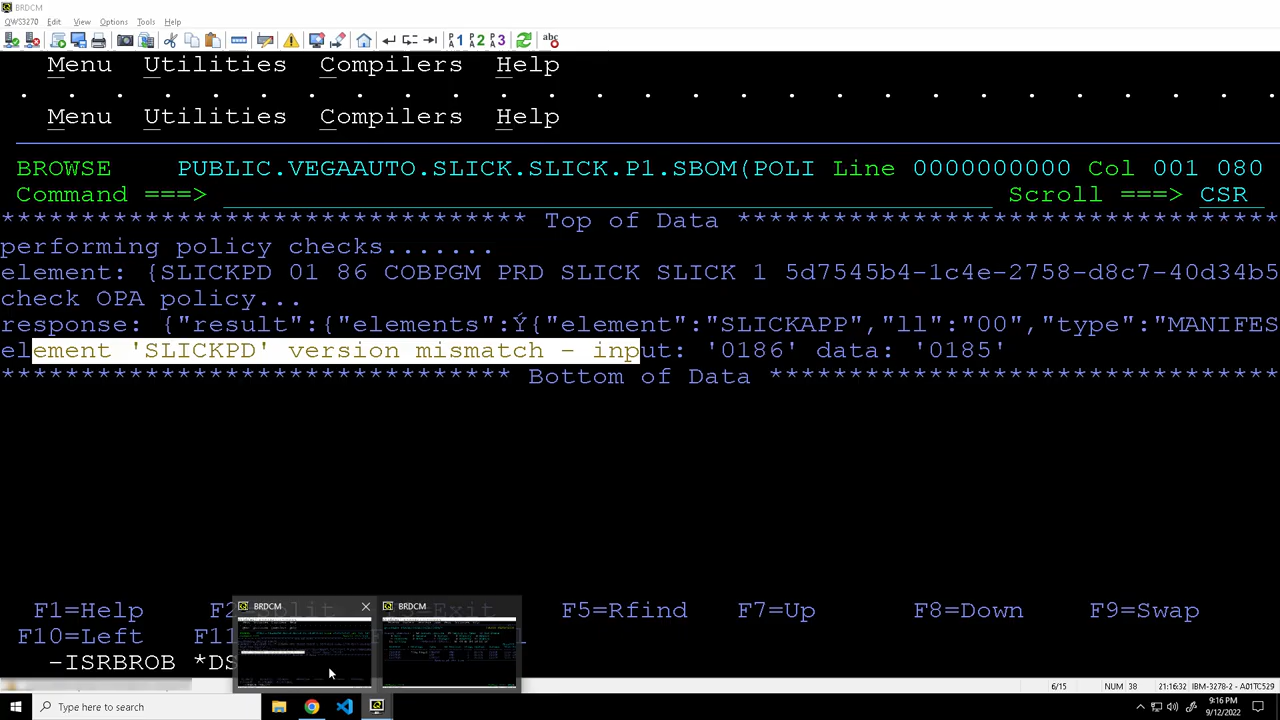 BRDCM
QWS3270 Edit View Options Tools Help
PA1 PA2 PA3 abc
Menu Utilities Compilers Help
. . . . . . . . . . . . . . . . . . . . . . . . . . .
Menu Utilities Compilers Help
BROWSE PUBLIC.VEGAAUTO.SLICK.SLICK.P1.SBOM(POLI Line 0000000000 Col 001 080
Command ===> Scroll ===> CSR
********************************* Top of Data **********************************
performing policy checks.......
element: {SLICKPD 01 86 COBPGM PRD SLICK SLICK 1 5d7545b4-1c4e-2758-d8c7-40d34b5
check OPA policy...
response: {"result":{"elements":Ý{"element":"SLICKAPP","ll":"00","type":"MANIFES
element 'SLICKPD' version mismatch - input: '0186' data: '0185'
******************************** Bottom of Data ********************************
F1=Help F2=Split F3=Exit F5=Rfind F7=Up F8=Down F9=Swap
F10=Left F11
-ISRBROB *DS
BRDCM BRDCM
6/15 NUM 38 21:16:32 IBM-3278-2 - A01TC529
Type here to search
9:16 PM
9/12/2022